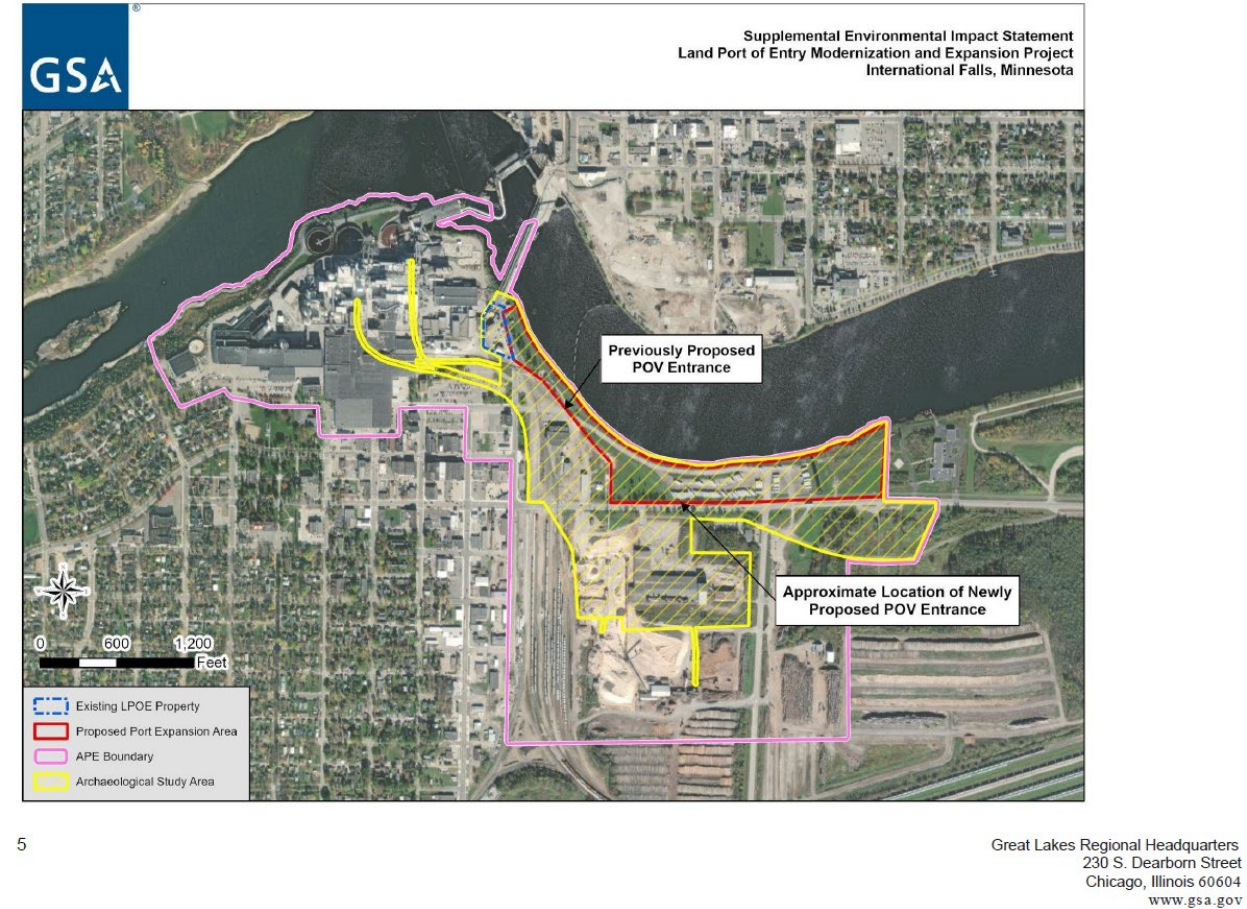 GSA
®
Supplemental Environmental Impact Statement
Land Port of Entry Modernization and Expansion Project
International Falls, Minnesota
Previously Proposed
POV Entrance
Approximate Location of Newly
Proposed POV Entrance
0 600 1,200
Feet
Existing LPOE Property
Proposed Port Expansion Area
APE Boundary
Archaeological Study Area
5
Great Lakes Regional Headquarters
230 S. Dearborn Street
Chicago, Illinois 60604
www.gsa.gov